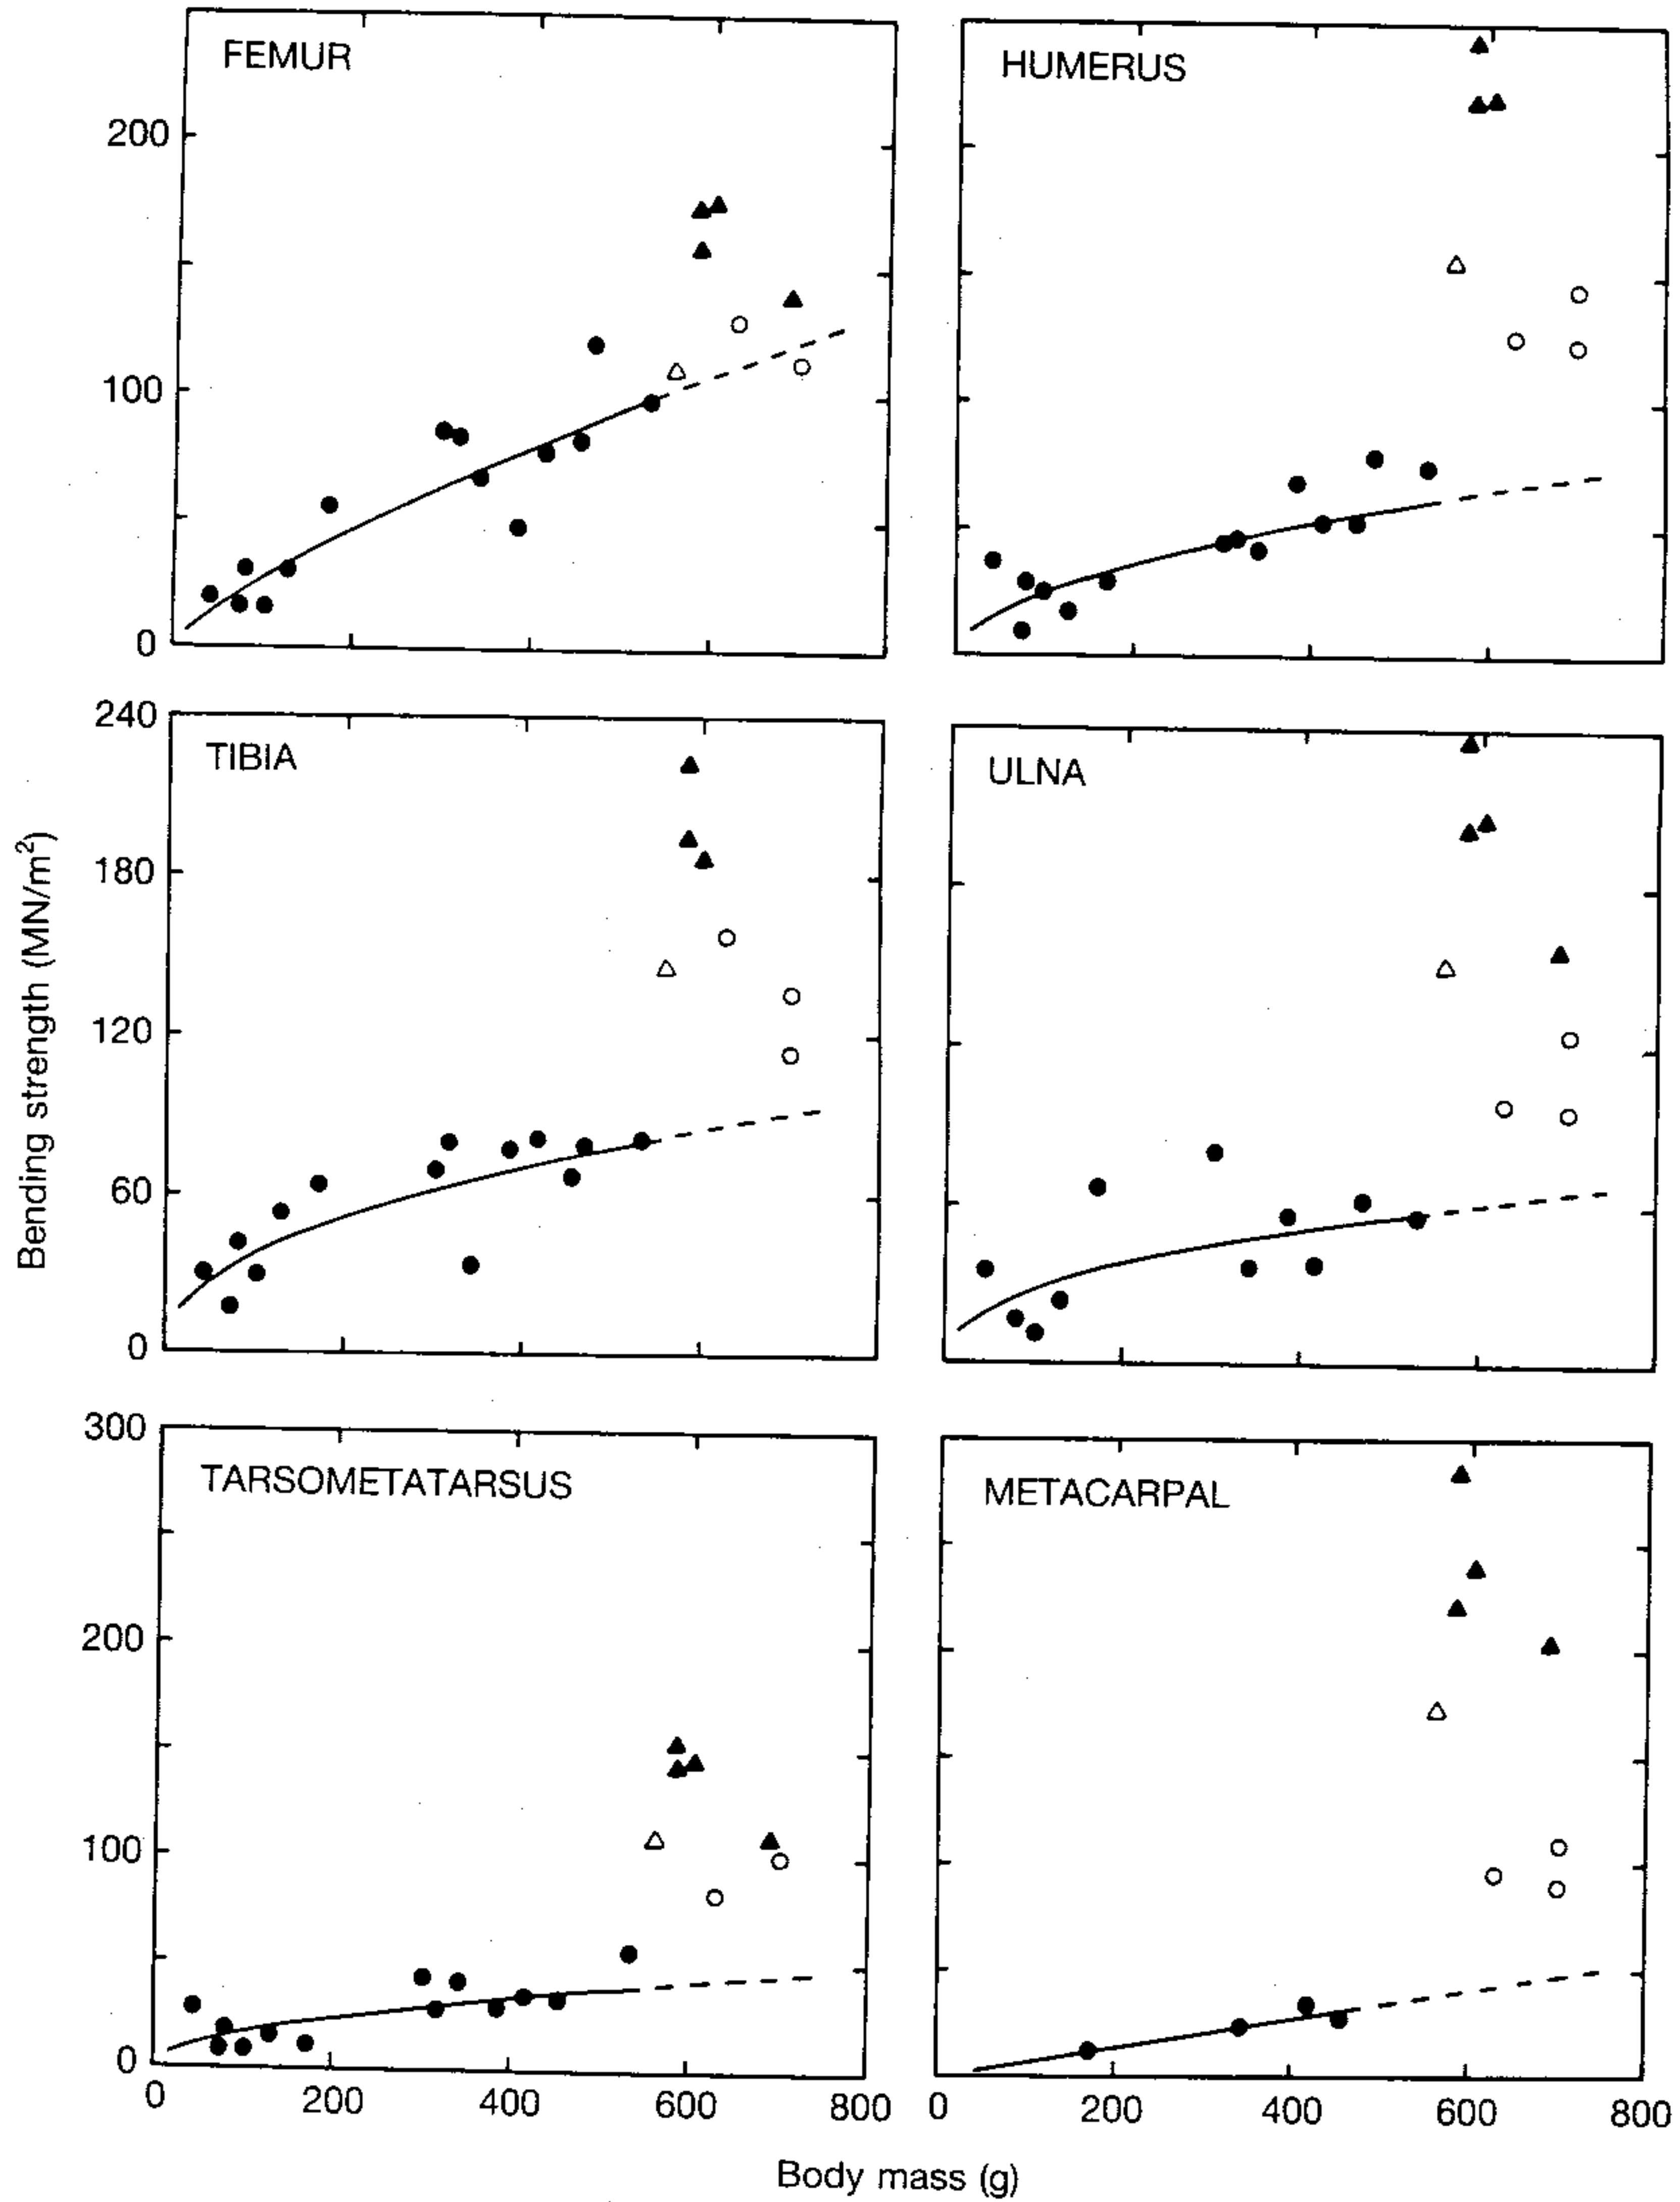 FEMUR
HUMERUS
200
100
0
240
TIBIA
ULNA
180
120
60
0
Bending strength (MN/m²)
300
TARSOMETATARSUS
METACARPAL
200
100
0
0 200 400 600 800 0 200 400 600 800
Body mass (g)